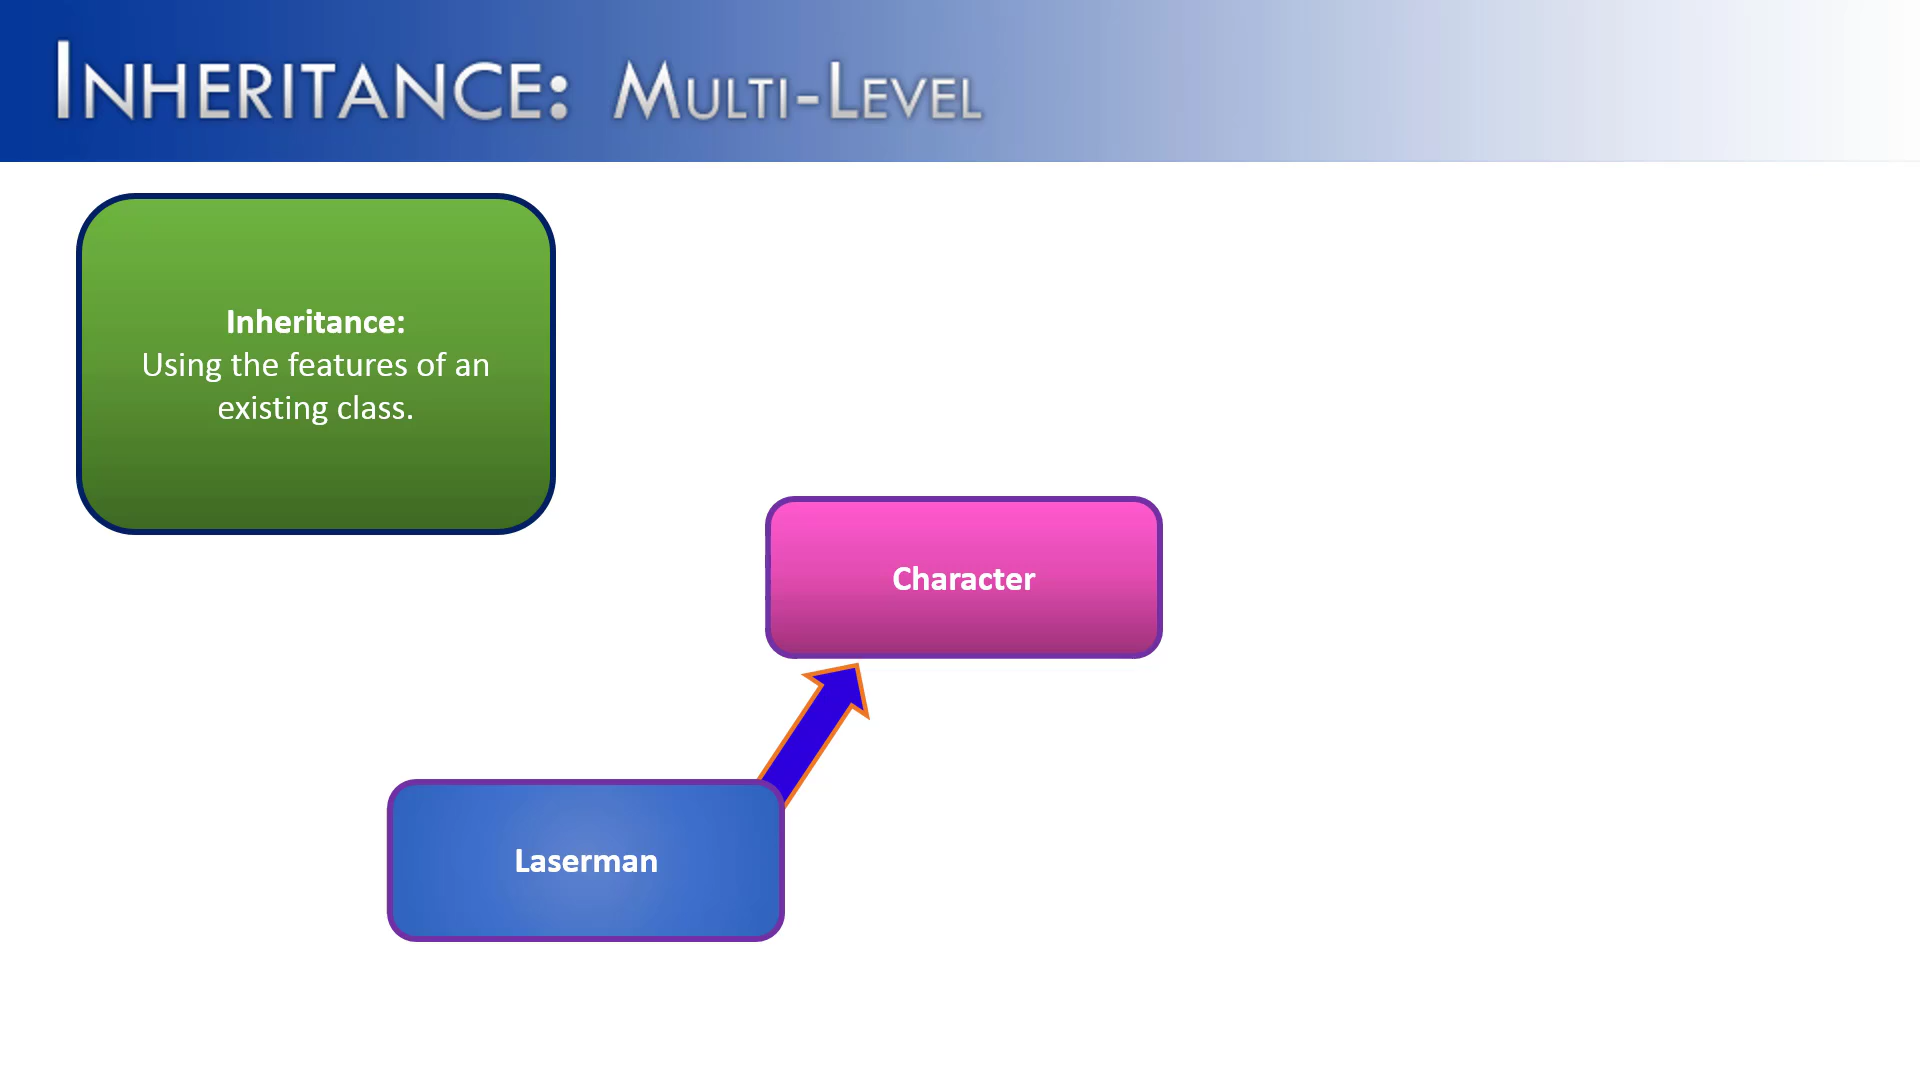 Inheritance: Multi-Level
Inheritance:
Using the features of an
existing class.
Character
Laserman